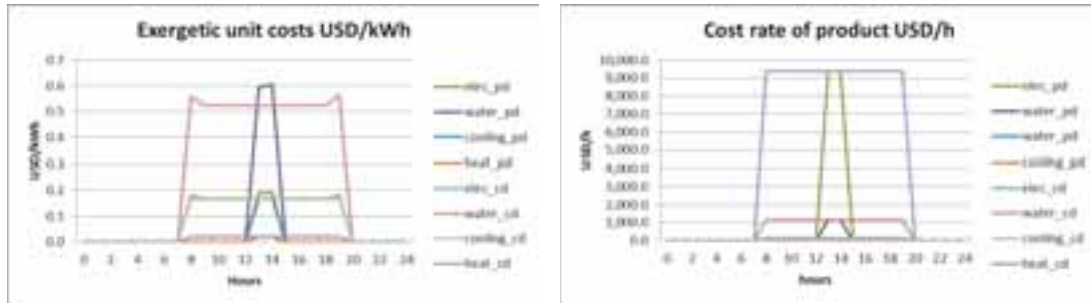 Exergetic unit costs USD/kWh
0.7
0.6
0.5
0.4
0.3
0.2
0.1
0.0
USD/kWh
0 2 4 6 8 10 12 14 16 18 20 22 24
Hours
elec_pd
water_pd
cooling_pd
heat_pd
elec_cd
water_cd
cooling_cd
heat_cd
Cost rate of product USD/h
10,000.0
9,000.0
8,000.0
7,000.0
6,000.0
5,000.0
4,000.0
3,000.0
2,000.0
1,000.0
0.0
USD/h
0 2 4 6 8 10 12 14 16 18 20 22 24
hours
elec_pd
water_pd
water_pd
cooling_pd
elec_cd
water_cd
cooling_cd
heat_cd